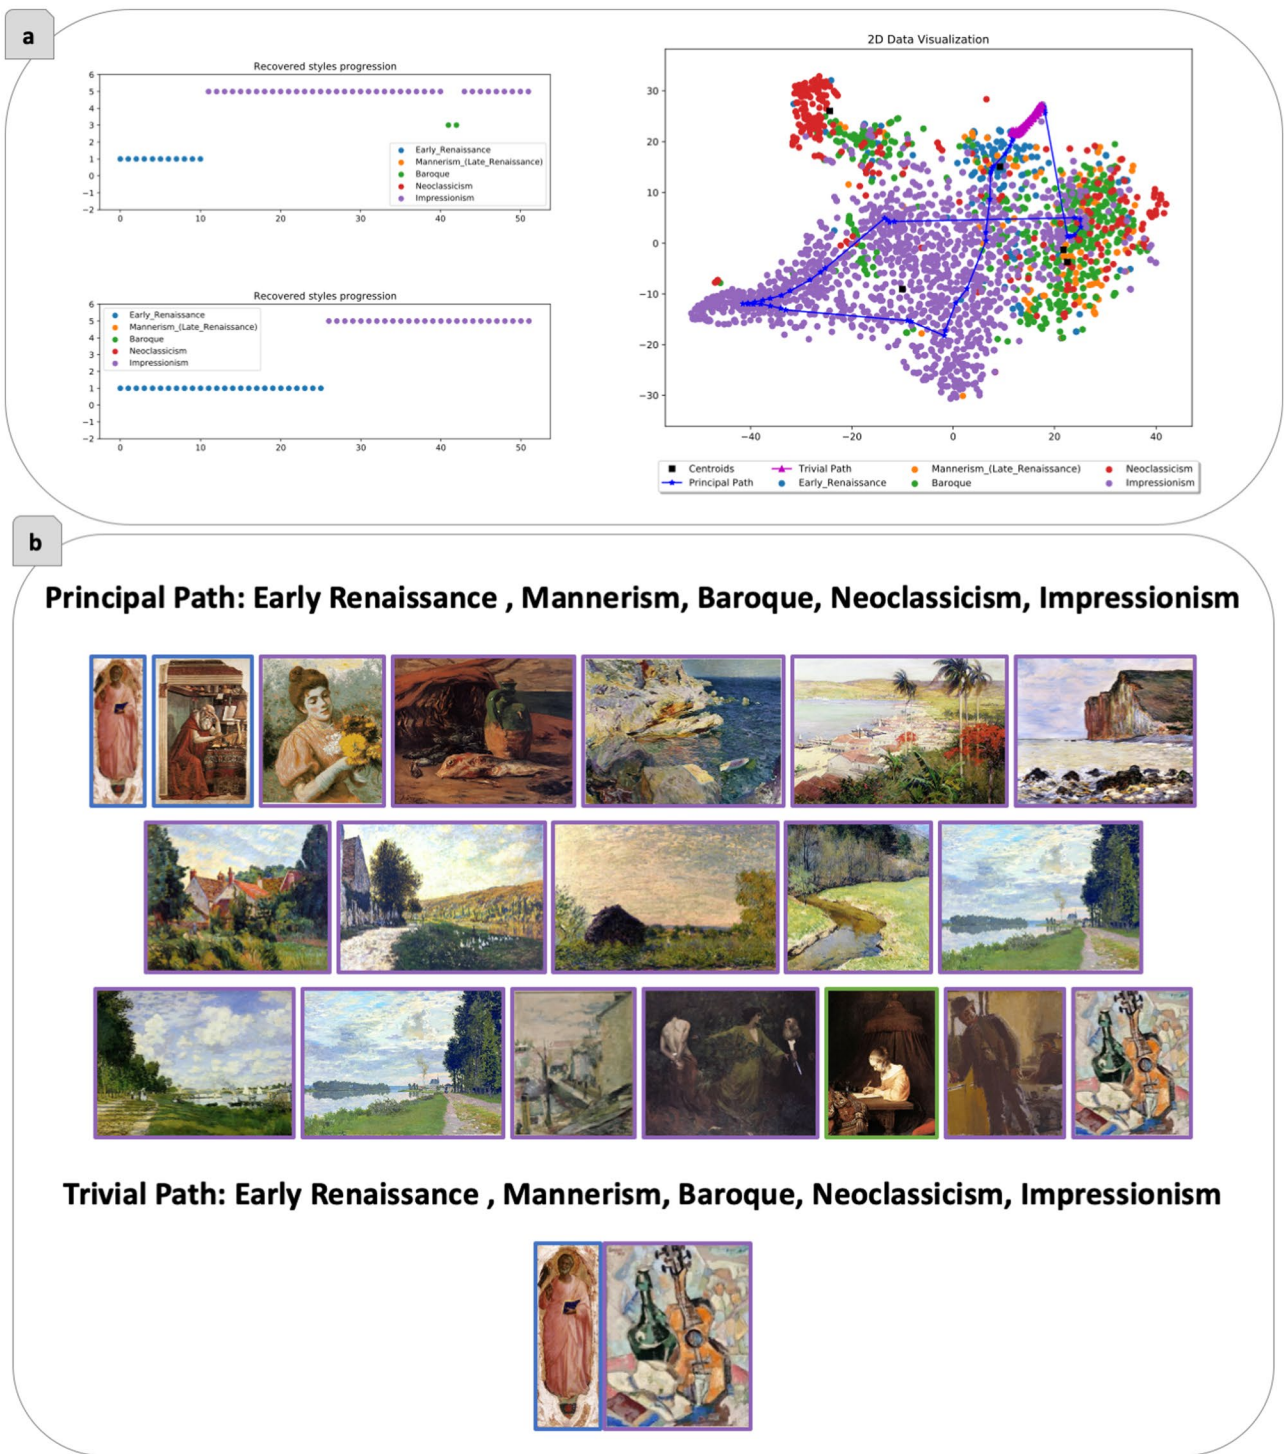 a
Recovered styles progression
6
5
4
3
2
1
0
−1
−2
Early_Renaissance
Mannerism_(Late_Renaissance)
Baroque
Neoclassicism
Impressionism
0 10 20 30 40 50
Recovered styles progression
6
5
4
3
2
1
0
−1
−2
Early_Renaissance
Mannerism_(Late_Renaissance)
Baroque
Neoclassicism
Impressionism
0 10 20 30 40 50
2D Data Visualization
30
20
10
0
−10
−20
−30
−40 −20 0 20 40
Centroids Trivial Path Mannerism_(Late_Renaissance) Neoclassicism
Principal Path Early_Renaissance Baroque Impressionism
b
Principal Path: Early Renaissance , Mannerism, Baroque, Neoclassicism, Impressionism
Trivial Path: Early Renaissance , Mannerism, Baroque, Neoclassicism, Impressionism